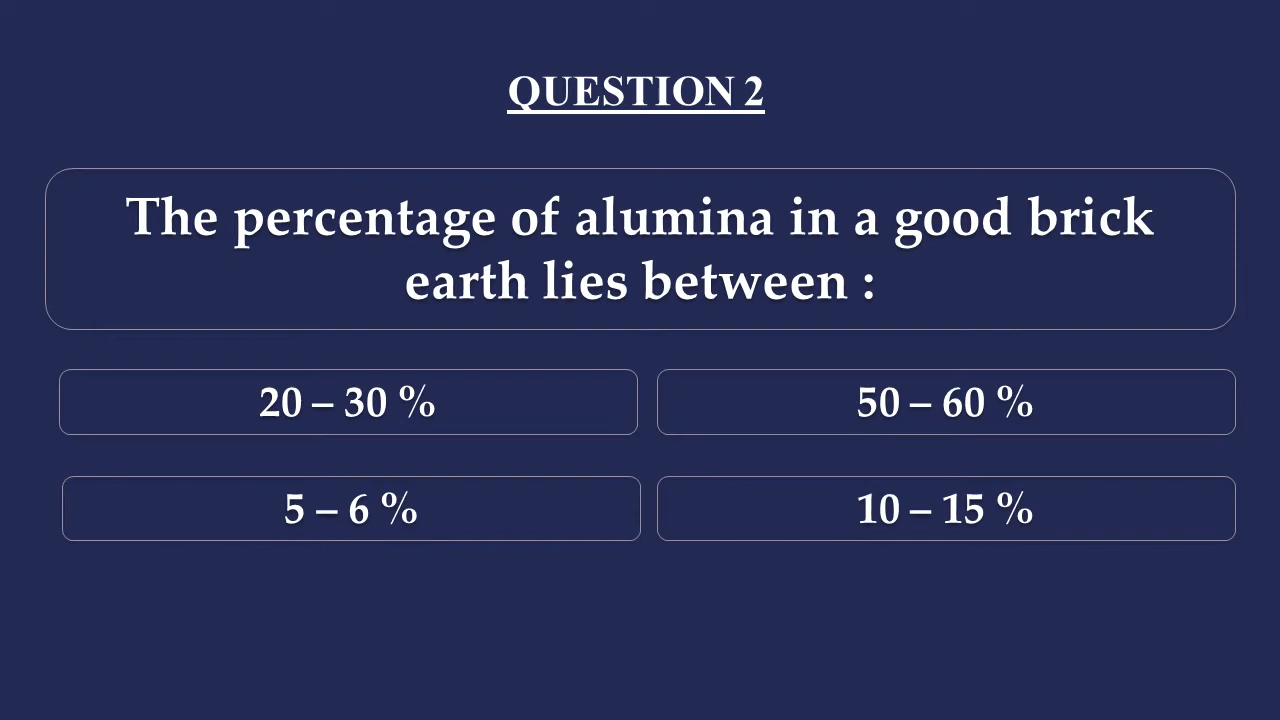 QUESTION 2
The percentage of alumina in a good brick
earth lies between :
20 – 30 %
50 – 60 %
5 – 6 %
10 – 15 %